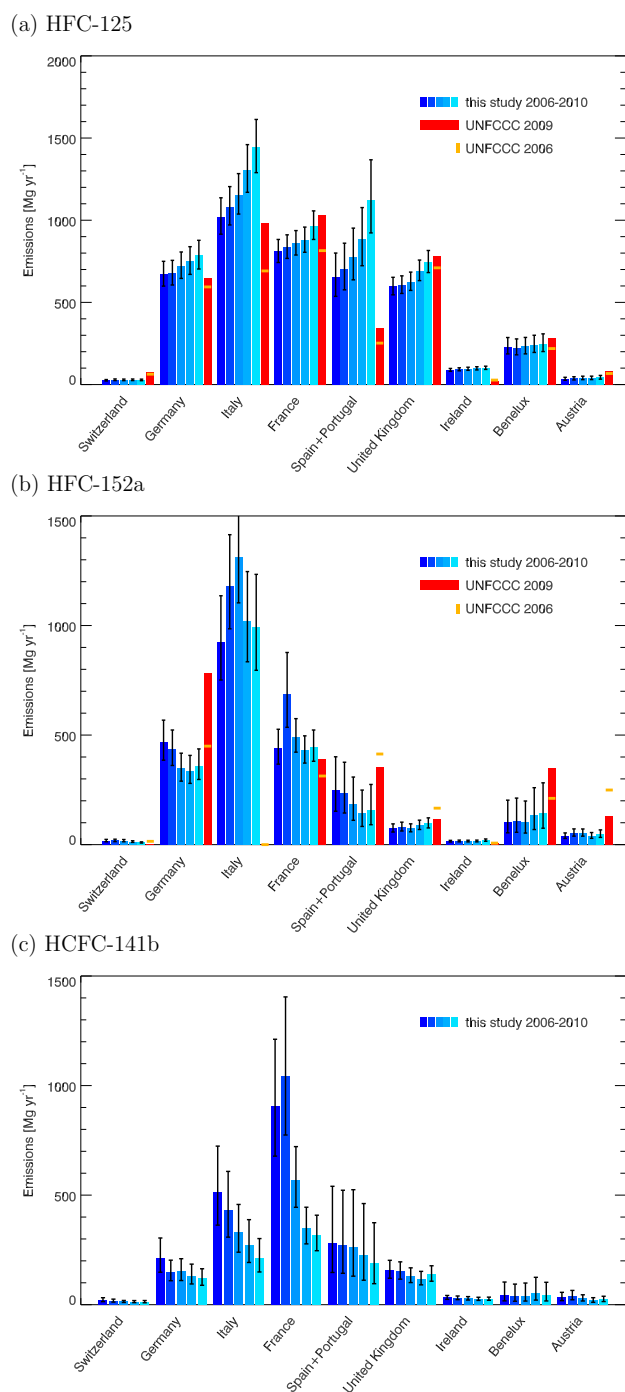 (a) HFC-125
2000
1500
1000
500
0
Emissions [Mg yr-1]
this study 2006-2010
UNFCCC 2009
UNFCCC 2006
Switzerland
Germany
Italy
France
Spain+Portugal
United Kingdom
Ireland
Benelux
Austria
(b) HFC-152a
1500
1000
500
0
Emissions [Mg yr-1]
this study 2006-2010
UNFCCC 2009
UNFCCC 2006
Switzerland
Germany
Italy
France
Spain+Portugal
United Kingdom
Ireland
Benelux
Austria
(c) HCFC-141b
1500
1000
500
0
Emissions [Mg yr-1]
this study 2006-2010
Switzerland
Germany
Italy
France
Spain+Portugal
United Kingdom
Ireland
Benelux
Austria